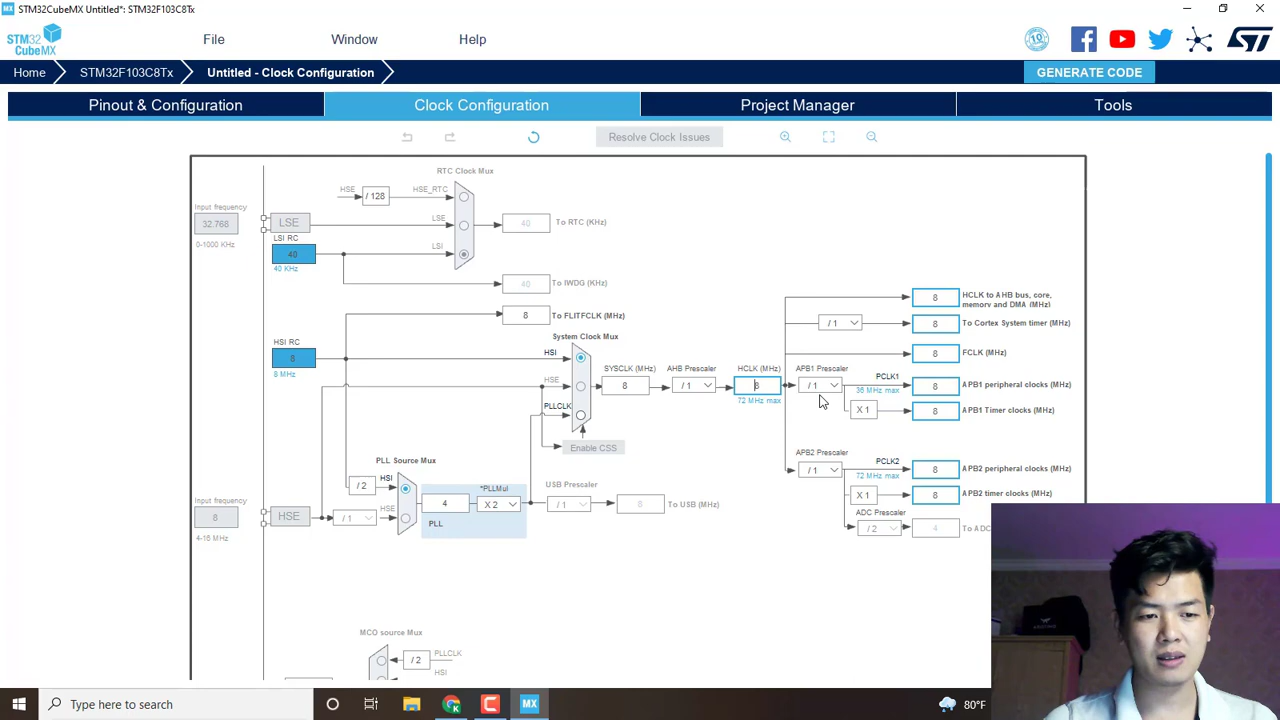 MX STM32CubeMX Untitled*: STM32F103C8Tx
STM32
CubeMX
File Window Help
Home STM32F103C8Tx Untitled - Clock Configuration GENERATE CODE
Pinout & Configuration Clock Configuration Project Manager Tools
Resolve Clock Issues
RTC Clock Mux
HSE / 128 HSE_RTC
Input frequency
32.768 LSE LSE 40 To RTC (KHz)
0-1000 KHz
LSI RC
40 LSI
40 KHz
40 To IWDG (KHz)
8 To FLITFCLK (MHz)
System Clock Mux
HSI RC HSI
8
8 MHz
HSE SYSCLK (MHz) AHB Prescaler HCLK (MHz) APB1 Prescaler
8 / 1 8 / 1
72 MHz max
PLLCLK
Enable CSS
8 HCLK to AHB bus, core,
memory and DMA (MHz)
/ 1 8 To Cortex System timer (MHz)
8 FCLK (MHz)
PCLK1 8 APB1 peripheral clocks (MHz)
36 MHz max
X 1 8 APB1 Timer clocks (MHz)
APB2 Prescaler
/ 1 PCLK2 8 APB2 peripheral clocks (MHz)
72 MHz max
X 1 8 APB2 timer clocks (MHz)
ADC Prescaler
/ 2 4 To ADC
PLL Source Mux
/ 2 HSI *PLLMul USB Prescaler
4 X 2 / 1 8 To USB (MHz)
PLL
Input frequency
8 HSE / 1 HSE
4-16 MHz
MCO source Mux
/ 2 PLLCLK
HSI
Type here to search MX 80°F